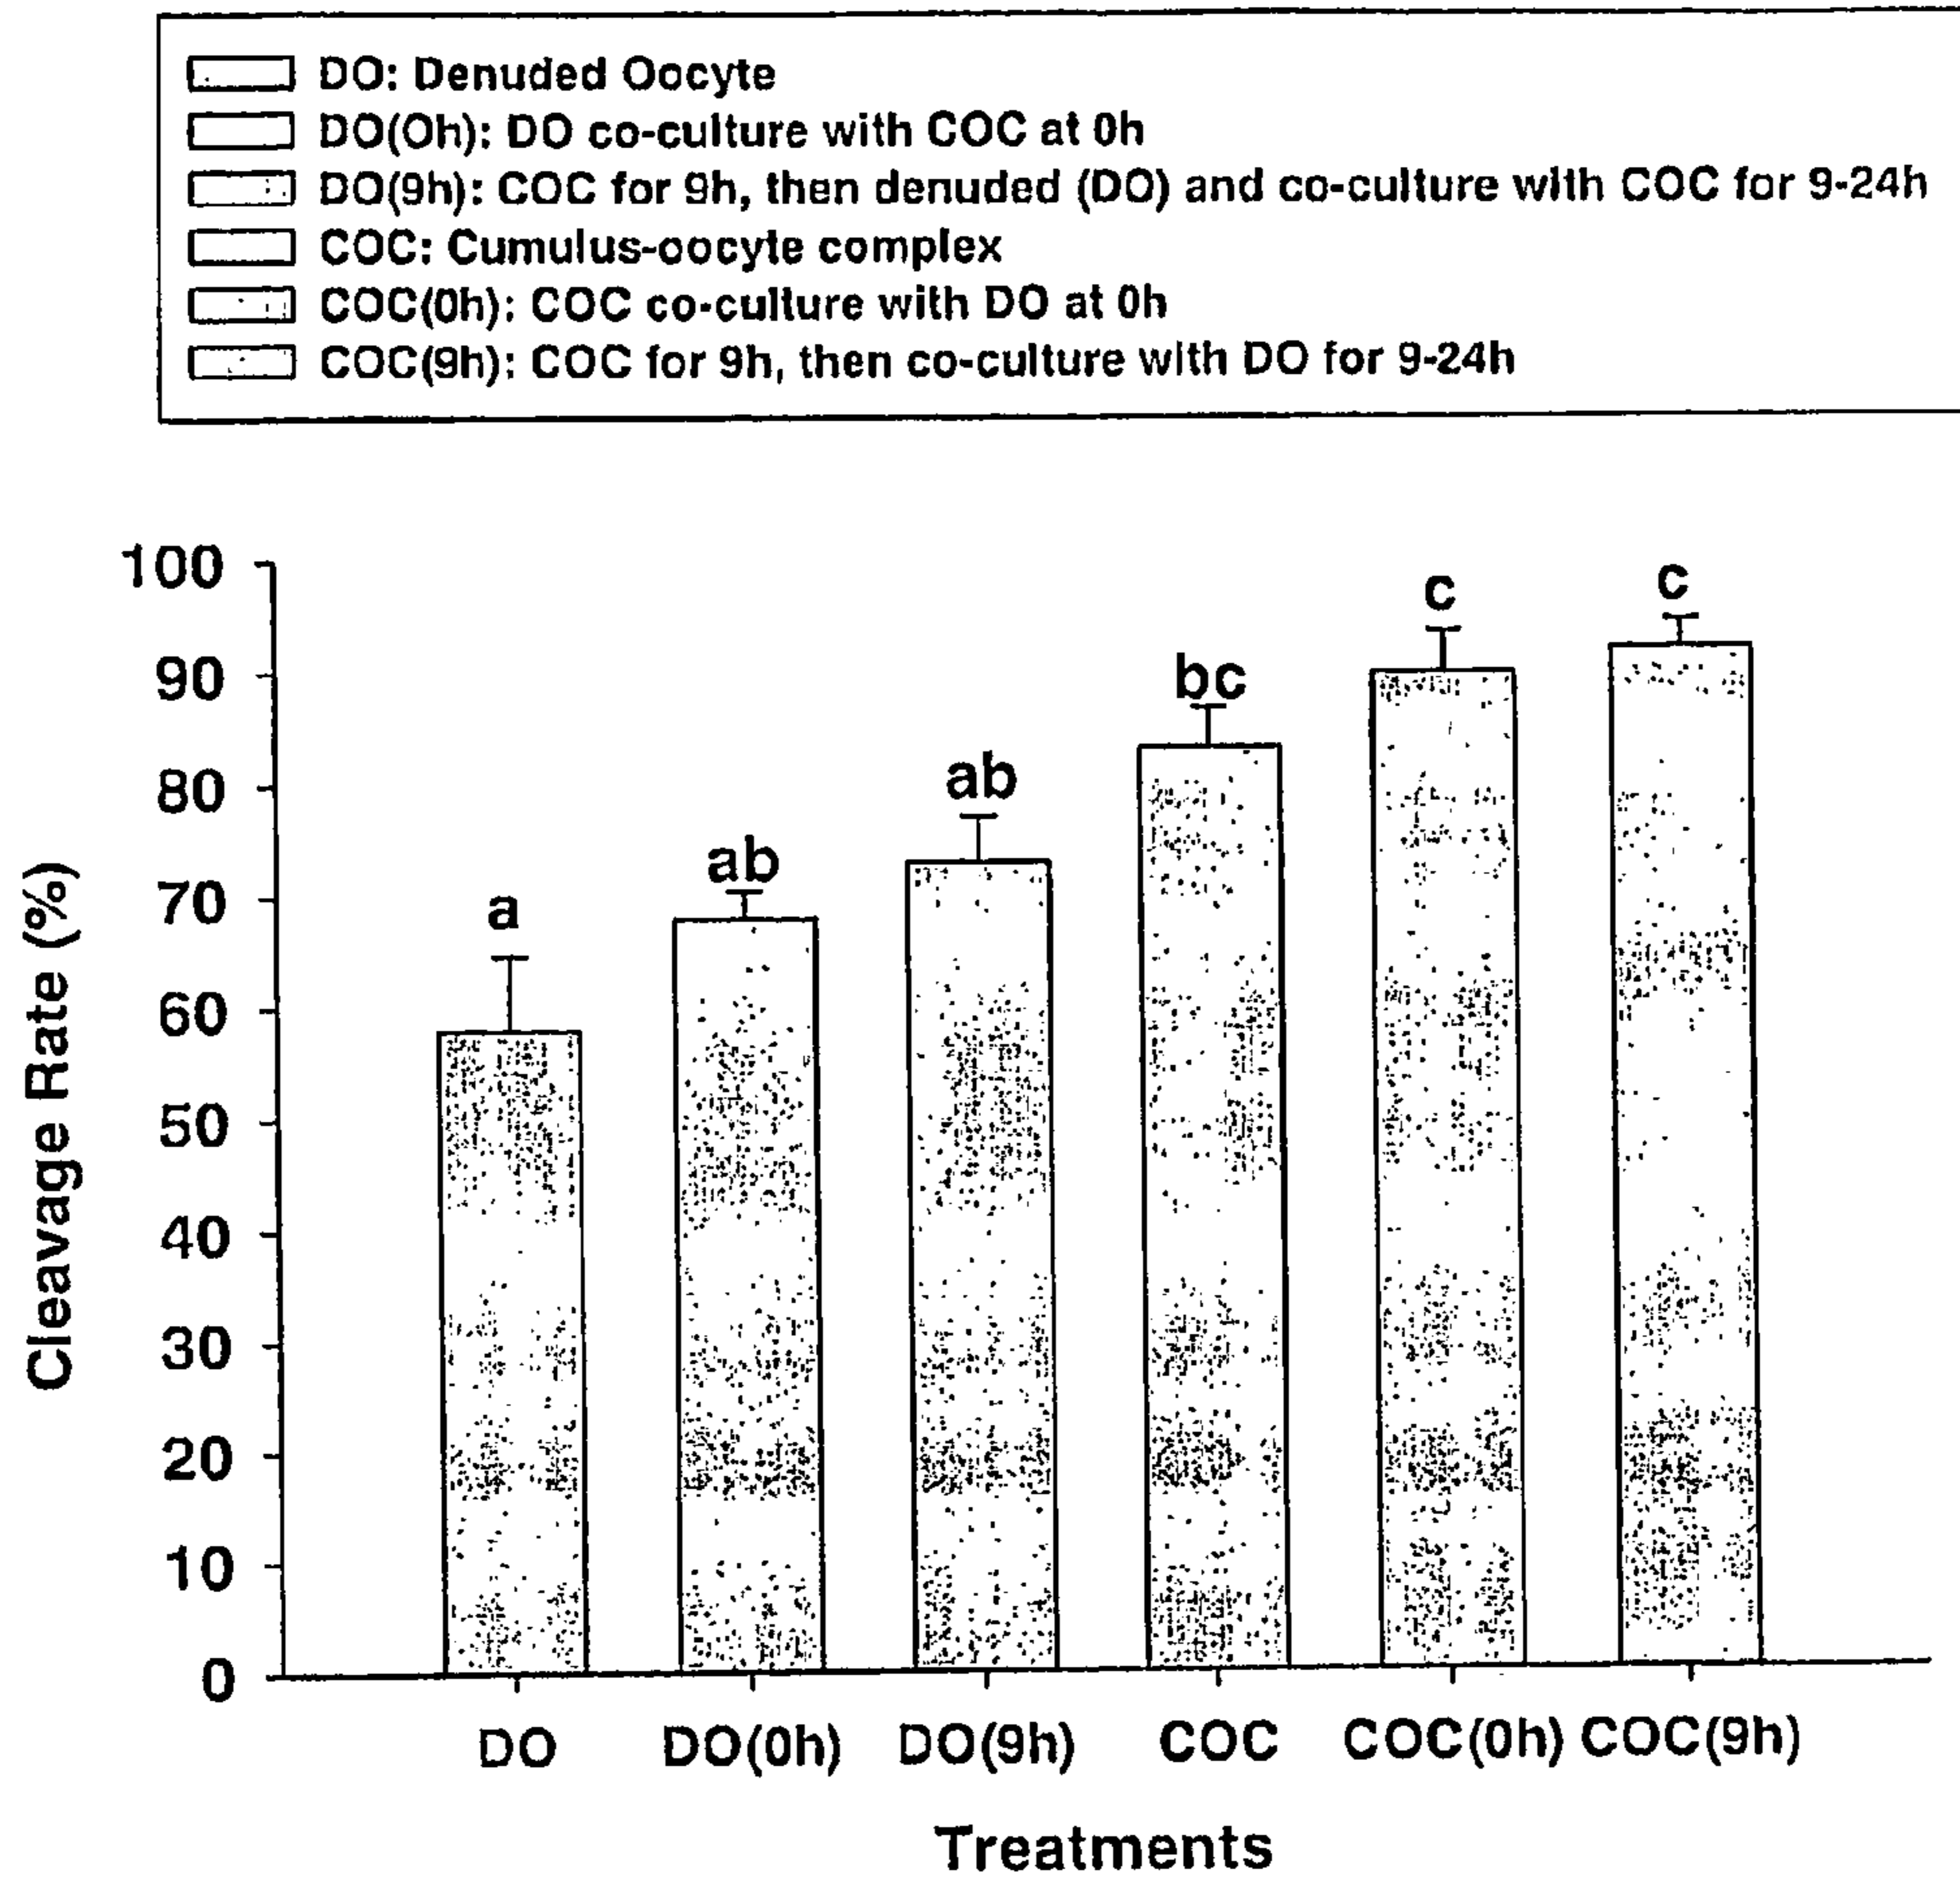 DO: Denuded Oocyte
DO(Oh): DO co-culture with COC at 0h
DO(9h): COC for 9h, then denuded (DO) and co-culture with COC for 9-24h
COC: Cumulus-oocyte complex
COC(0h): COC co-culture with DO at 0h
COC(9h): COC for 9h, then co-culture with DO for 9-24h
100
90
80
70
60
50
40
30
20
10
0
Cleavage Rate (%)
a
ab
ab
bc
c
c
DO
DO(0h)
DO(9h)
COC
COC(0h)
COC(9h)
Treatments